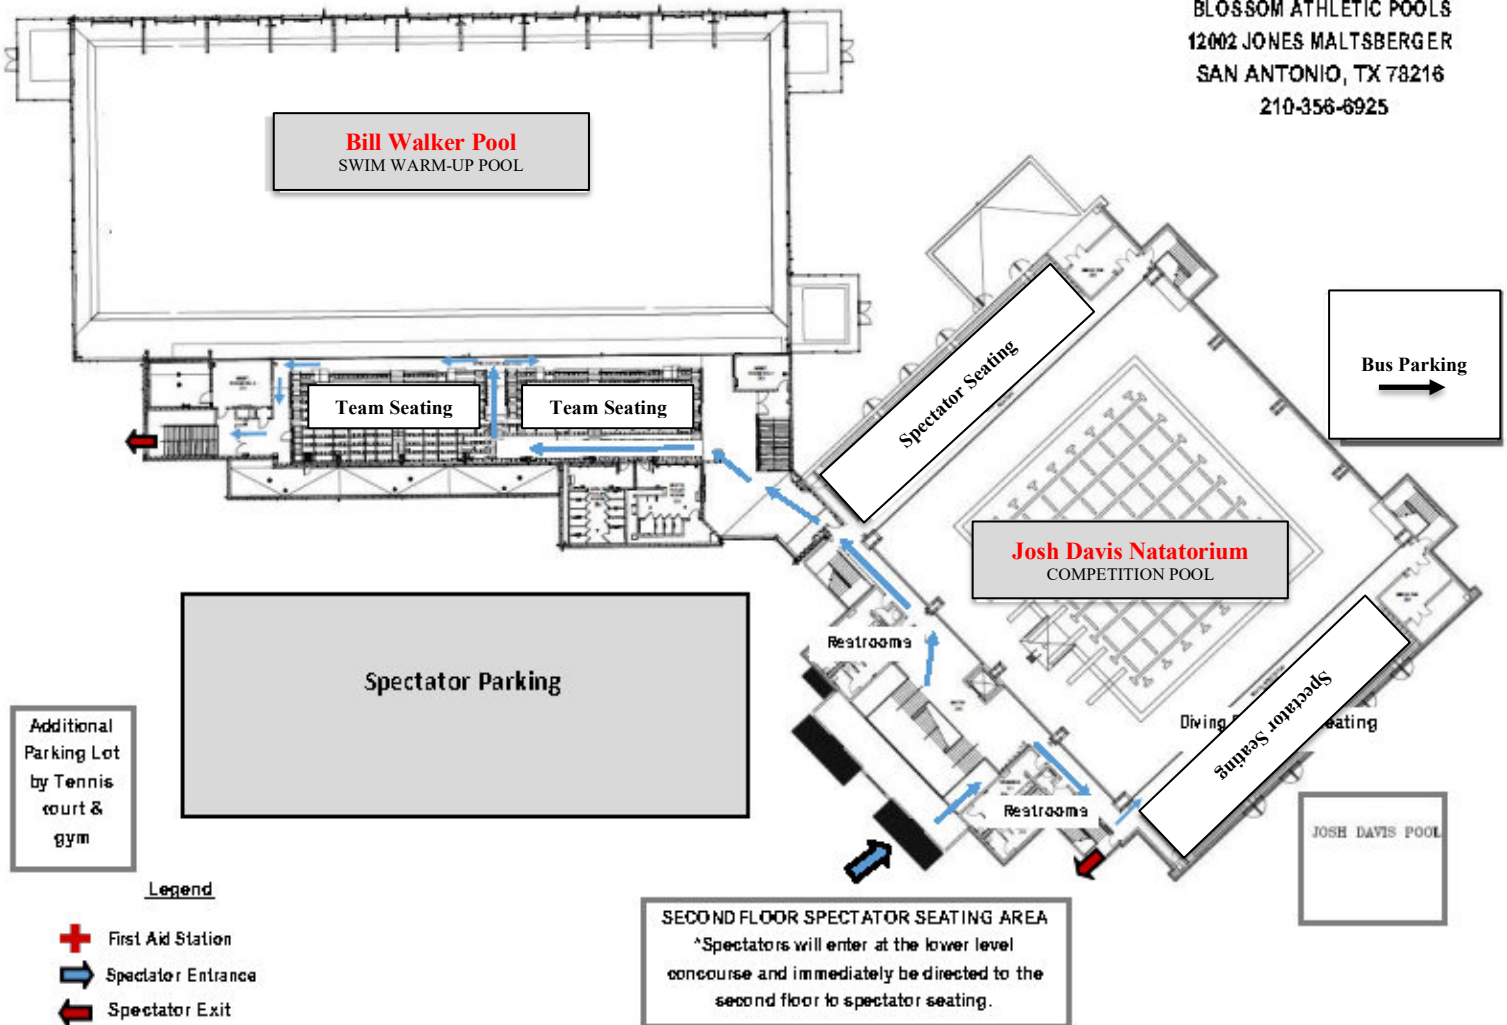 BLOSSOM ATHLETIC POOLS
12002 JONES MALTSBERGER
SAN ANTONIO, TX 78216
210-356-6925
Bill Walker Pool
SWIM WARM-UP POOL
Spectator Seating
Bus Parking
Team Seating
Team Seating
Josh Davis Natatorium
COMPETITION POOL
Restrooms
Spectator Parking
Spectator Seating
Diving
eating
Additional
Parking Lot
by Tennis
court &
gym
Restrooms
JOSH DAVIS POOL
Legend
First Aid Station
Spectator Entrance
Spectator Exit
SECOND FLOOR SPECTATOR SEATING AREA
*Spectators will enter at the lower level
concourse and immediately be directed to the
second floor to spectator seating.